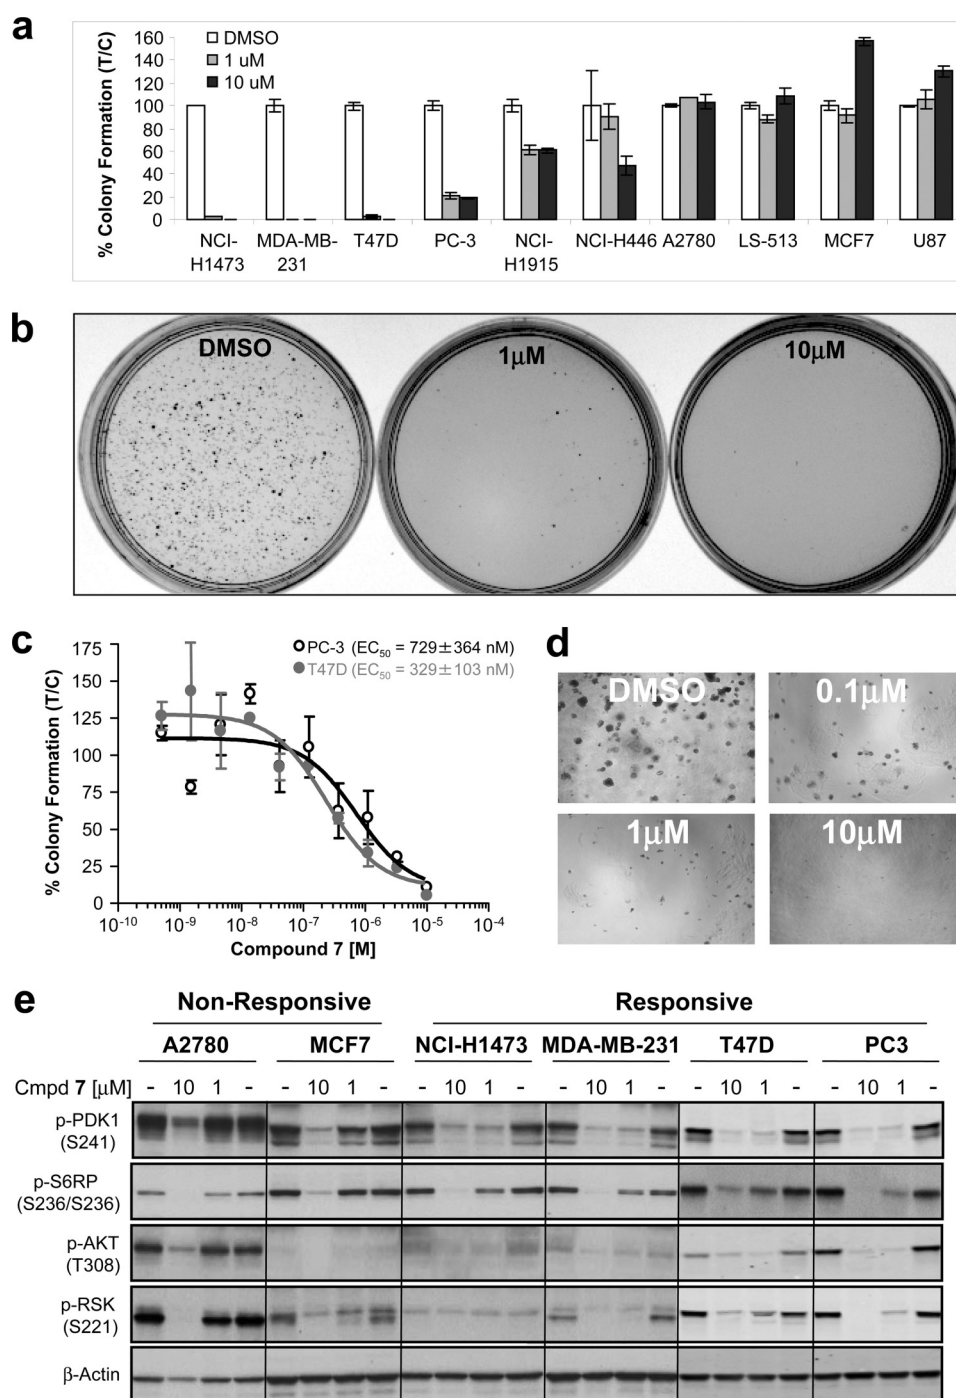 a
% Colony Formation (T/C)
160
140
120
100
80
60
40
20
0
DMSO
1 uM
10 uM
NCI-
H1473
MDA-MB-
231
T47D
PC-3
NCI-
H1915
NCI-H446
A2780
LS-513
MCF7
U87
b
DMSO
1μM
10μM
c
% Colony Formation (T/C)
175
150
125
100
75
50
25
0
PC-3 (EC50 = 729±364 nM)
T47D (EC50 = 329±103 nM)
10-10
10-9
10-8
10-7
10-6
10-5
10-4
Compound 7 [M]
d
DMSO
0.1μM
1μM
10μM
e
Non-Responsive
Responsive
A2780
MCF7
NCI-H1473
MDA-MB-231
T47D
PC3
Cmpd 7 [μM] - 10 1 - - 10 1 - - 10 1 - - 10 1 - - 10 1 - - 10 1 -
p-PDK1
(S241)
p-S6RP
(S236/S236)
p-AKT
(T308)
p-RSK
(S221)
β-Actin